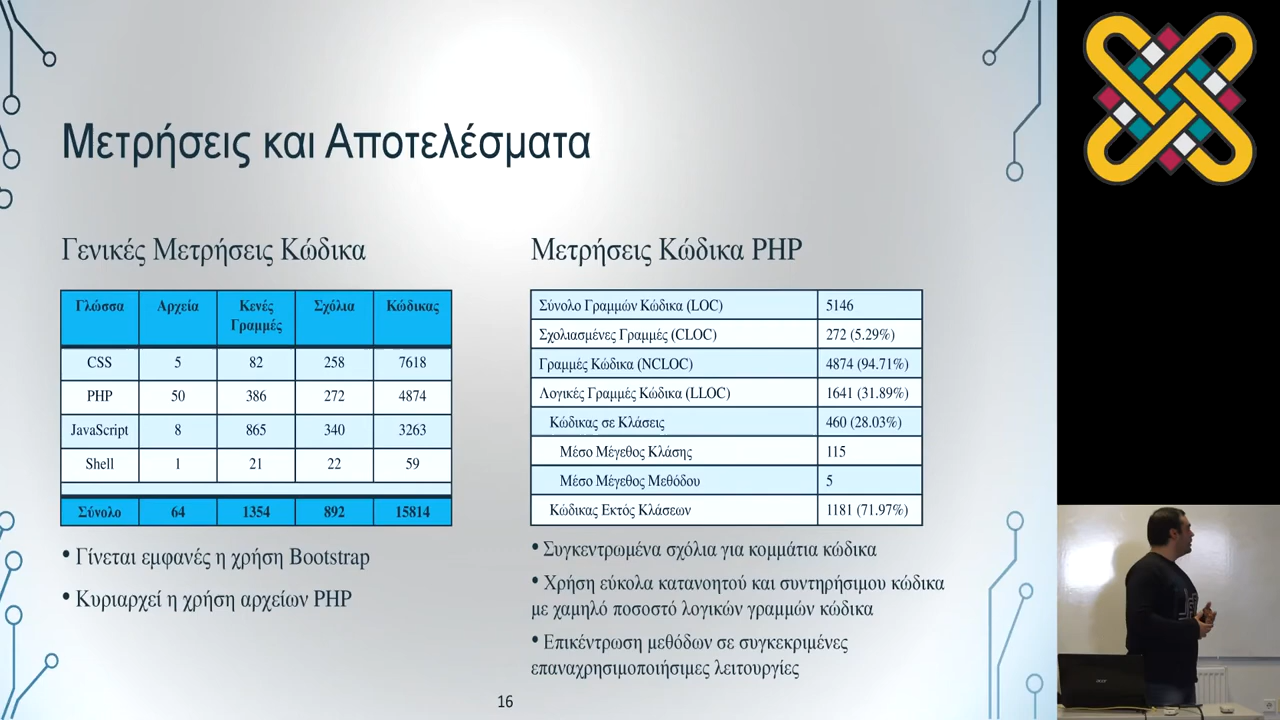 Μετρήσεις και Αποτελέσματα
Γενικές Μετρήσεις Κώδικα
Γλώσσα Αρχεία Κενές Γραμμές Σχόλια Κώδικας
CSS 5 82 258 7618
PHP 50 386 272 4874
JavaScript 8 865 340 3263
Shell 1 21 22 59
Σύνολο 64 1354 892 15814
• Γίνεται εμφανές η χρήση Bootstrap
• Κυριαρχεί η χρήση αρχείων PHP
Μετρήσεις Κώδικα PHP
Σύνολο Γραμμών Κώδικα (LOC) 5146
Σχολιασμένες Γραμμές (CLOC) 272 (5.29%)
Γραμμές Κώδικα (NCLOC) 4874 (94.71%)
Λογικές Γραμμές Κώδικα (LLOC) 1641 (31.89%)
Κώδικας σε Κλάσεις 460 (28.03%)
Μέσο Μέγεθος Κλάσης 115
Μέσο Μέγεθος Μεθόδου 5
Κώδικας Εκτός Κλάσεων 1181 (71.97%)
• Συγκεντρωμένα σχόλια για κομμάτια κώδικα
• Χρήση εύκολα κατανοητού και συντηρήσιμου κώδικα
με χαμηλό ποσοστό λογικών γραμμών κώδικα
• Επικέντρωση μεθόδων σε συγκεκριμένες
επαναχρησιμοποιήσιμες λειτουργίες
16